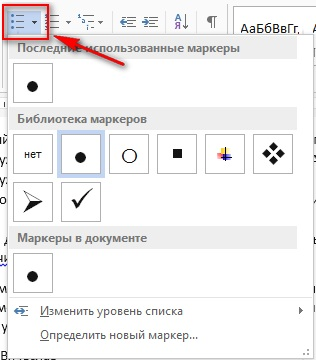 АаБбВвГг,
Последние использованные маркеры
Библиотека маркеров
нет
Маркеры в документе
Изменить уровень списка
Определить новый маркер...